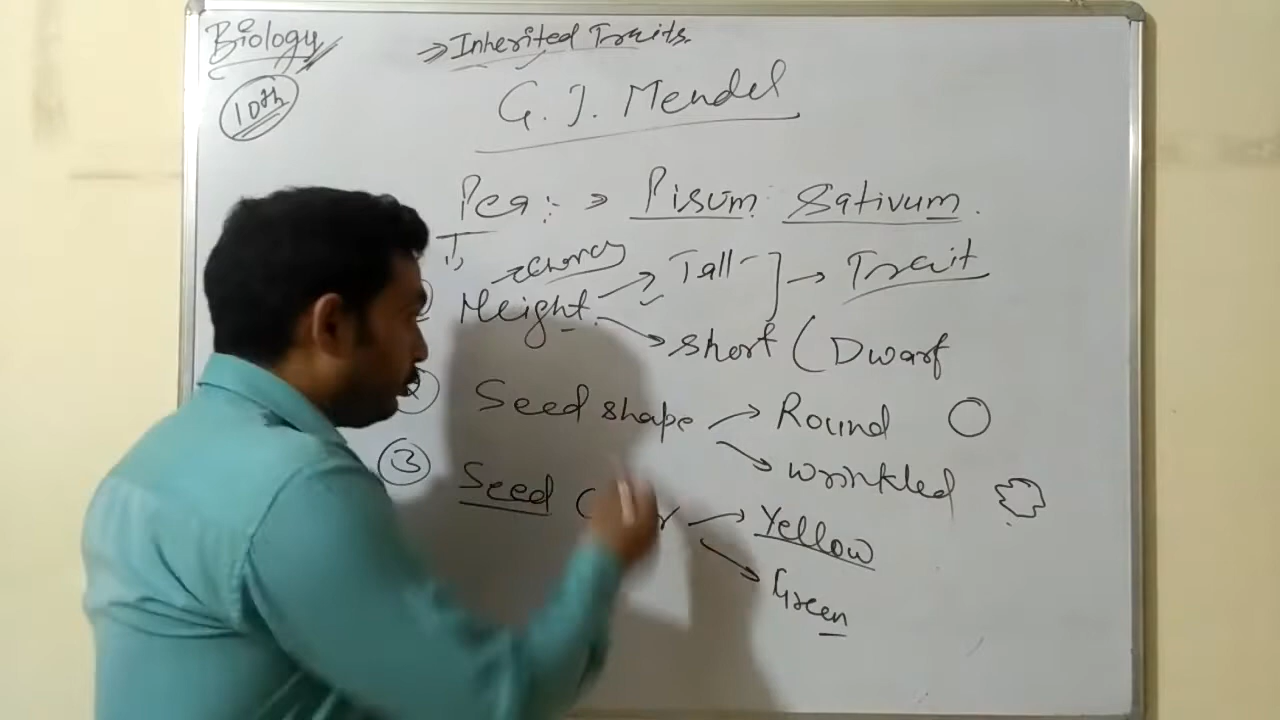 Biology
⇒ Inherited Traits.
10th
G. J. Mendel
Pea :→ Pisum Sativum.
Height → Tall → Trait
→ short ( Dwarf
2 Seed shape → Round
→ wrinkled
3 Seed → Yellow
→ Green